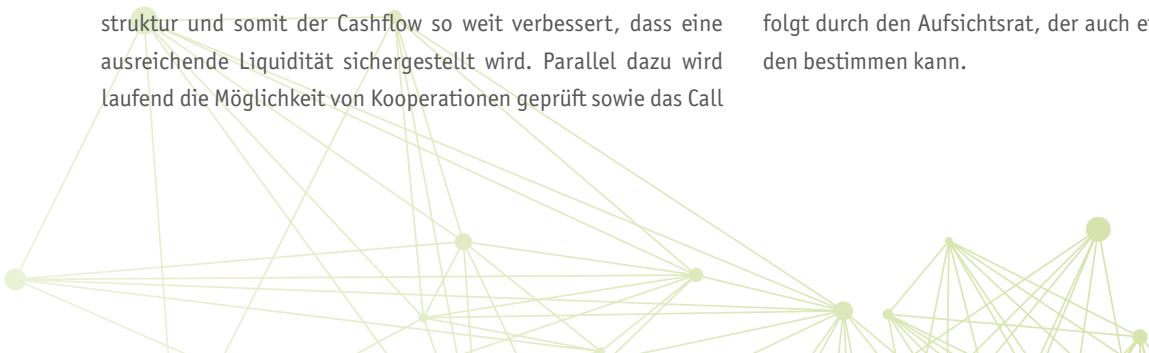 struktur und somit der Cashflow so weit verbessert, dass eine
ausreichende Liquidität sichergestellt wird. Parallel dazu wird
laufend die Möglichkeit von Kooperationen geprüft sowie das Call
folgt durch den Aufsichtsrat, der auch
den bestimmen kann.